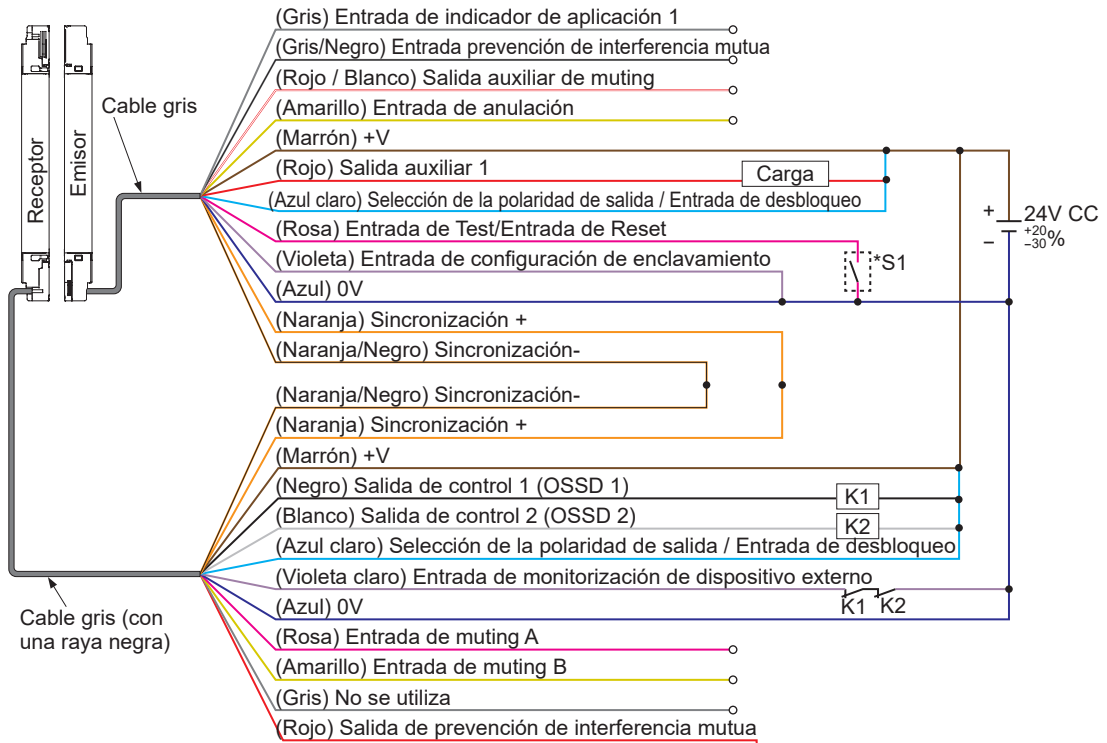 (Gris) Entrada de indicador de aplicación 1
(Gris/Negro) Entrada prevención de interferencia mutua
(Rojo / Blanco) Salida auxiliar de muting
(Amarillo) Entrada de anulación
(Marrón) +V
(Rojo) Salida auxiliar 1
Carga
(Azul claro) Selección de la polaridad de salida / Entrada de desbloqueo
(Rosa) Entrada de Test/Entrada de Reset
(Violeta) Entrada de configuración de enclavamiento
(Azul) 0V
(Naranja) Sincronización +
(Naranja/Negro) Sincronización-
Receptor
Emisor
Cable gris
*S1
+
−
24V CC
+20
−30%
(Naranja/Negro) Sincronización-
(Naranja) Sincronización +
(Marrón) +V
(Negro) Salida de control 1 (OSSD 1)
K1
(Blanco) Salida de control 2 (OSSD 2)
K2
(Azul claro) Selección de la polaridad de salida / Entrada de desbloqueo
(Violeta claro) Entrada de monitorización de dispositivo externo
K1 K2
(Azul) 0V
(Rosa) Entrada de muting A
(Amarillo) Entrada de muting B
(Gris) No se utiliza
(Rojo) Salida de prevención de interferencia mutua
Cable gris (con
una raya negra)